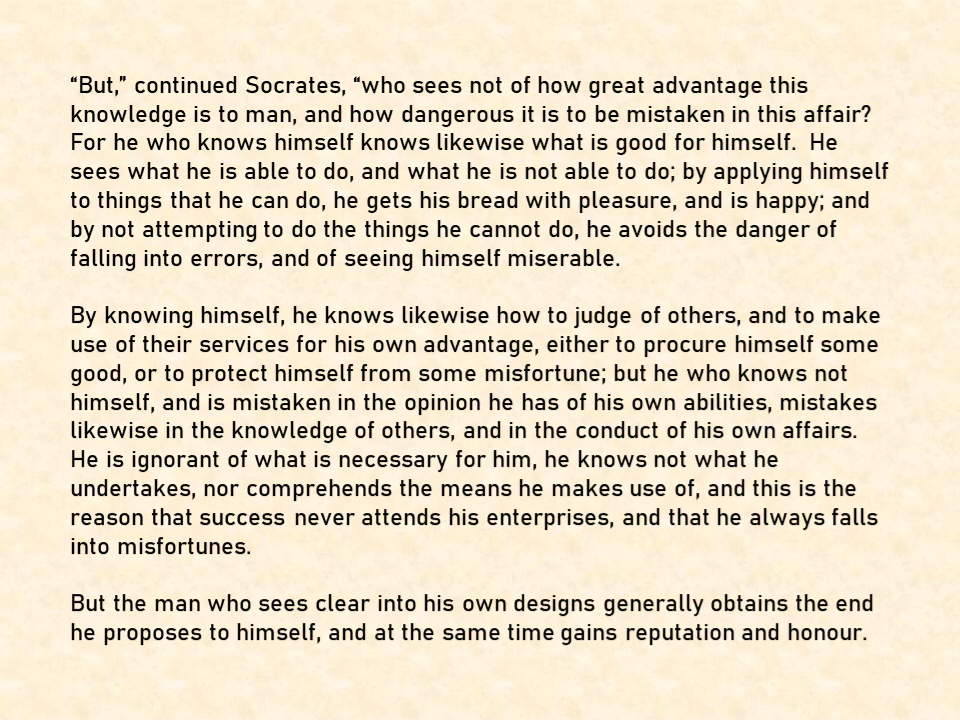 “But,” continued Socrates, “who sees not of how great advantage this
knowledge is to man, and how dangerous it is to be mistaken in this affair?
For he who knows himself knows likewise what is good for himself.  He
sees what he is able to do, and what he is not able to do; by applying himself
to things that he can do, he gets his bread with pleasure, and is happy; and
by not attempting to do the things he cannot do, he avoids the danger of
falling into errors, and of seeing himself miserable.
By knowing himself, he knows likewise how to judge of others, and to make
use of their services for his own advantage, either to procure himself some
good, or to protect himself from some misfortune; but he who knows not
himself, and is mistaken in the opinion he has of his own abilities, mistakes
likewise in the knowledge of others, and in the conduct of his own affairs.
He is ignorant of what is necessary for him, he knows not what he
undertakes, nor comprehends the means he makes use of, and this is the
reason that success never attends his enterprises, and that he always falls
into misfortunes.
But the man who sees clear into his own designs generally obtains the end
he proposes to himself, and at the same time gains reputation and honour.